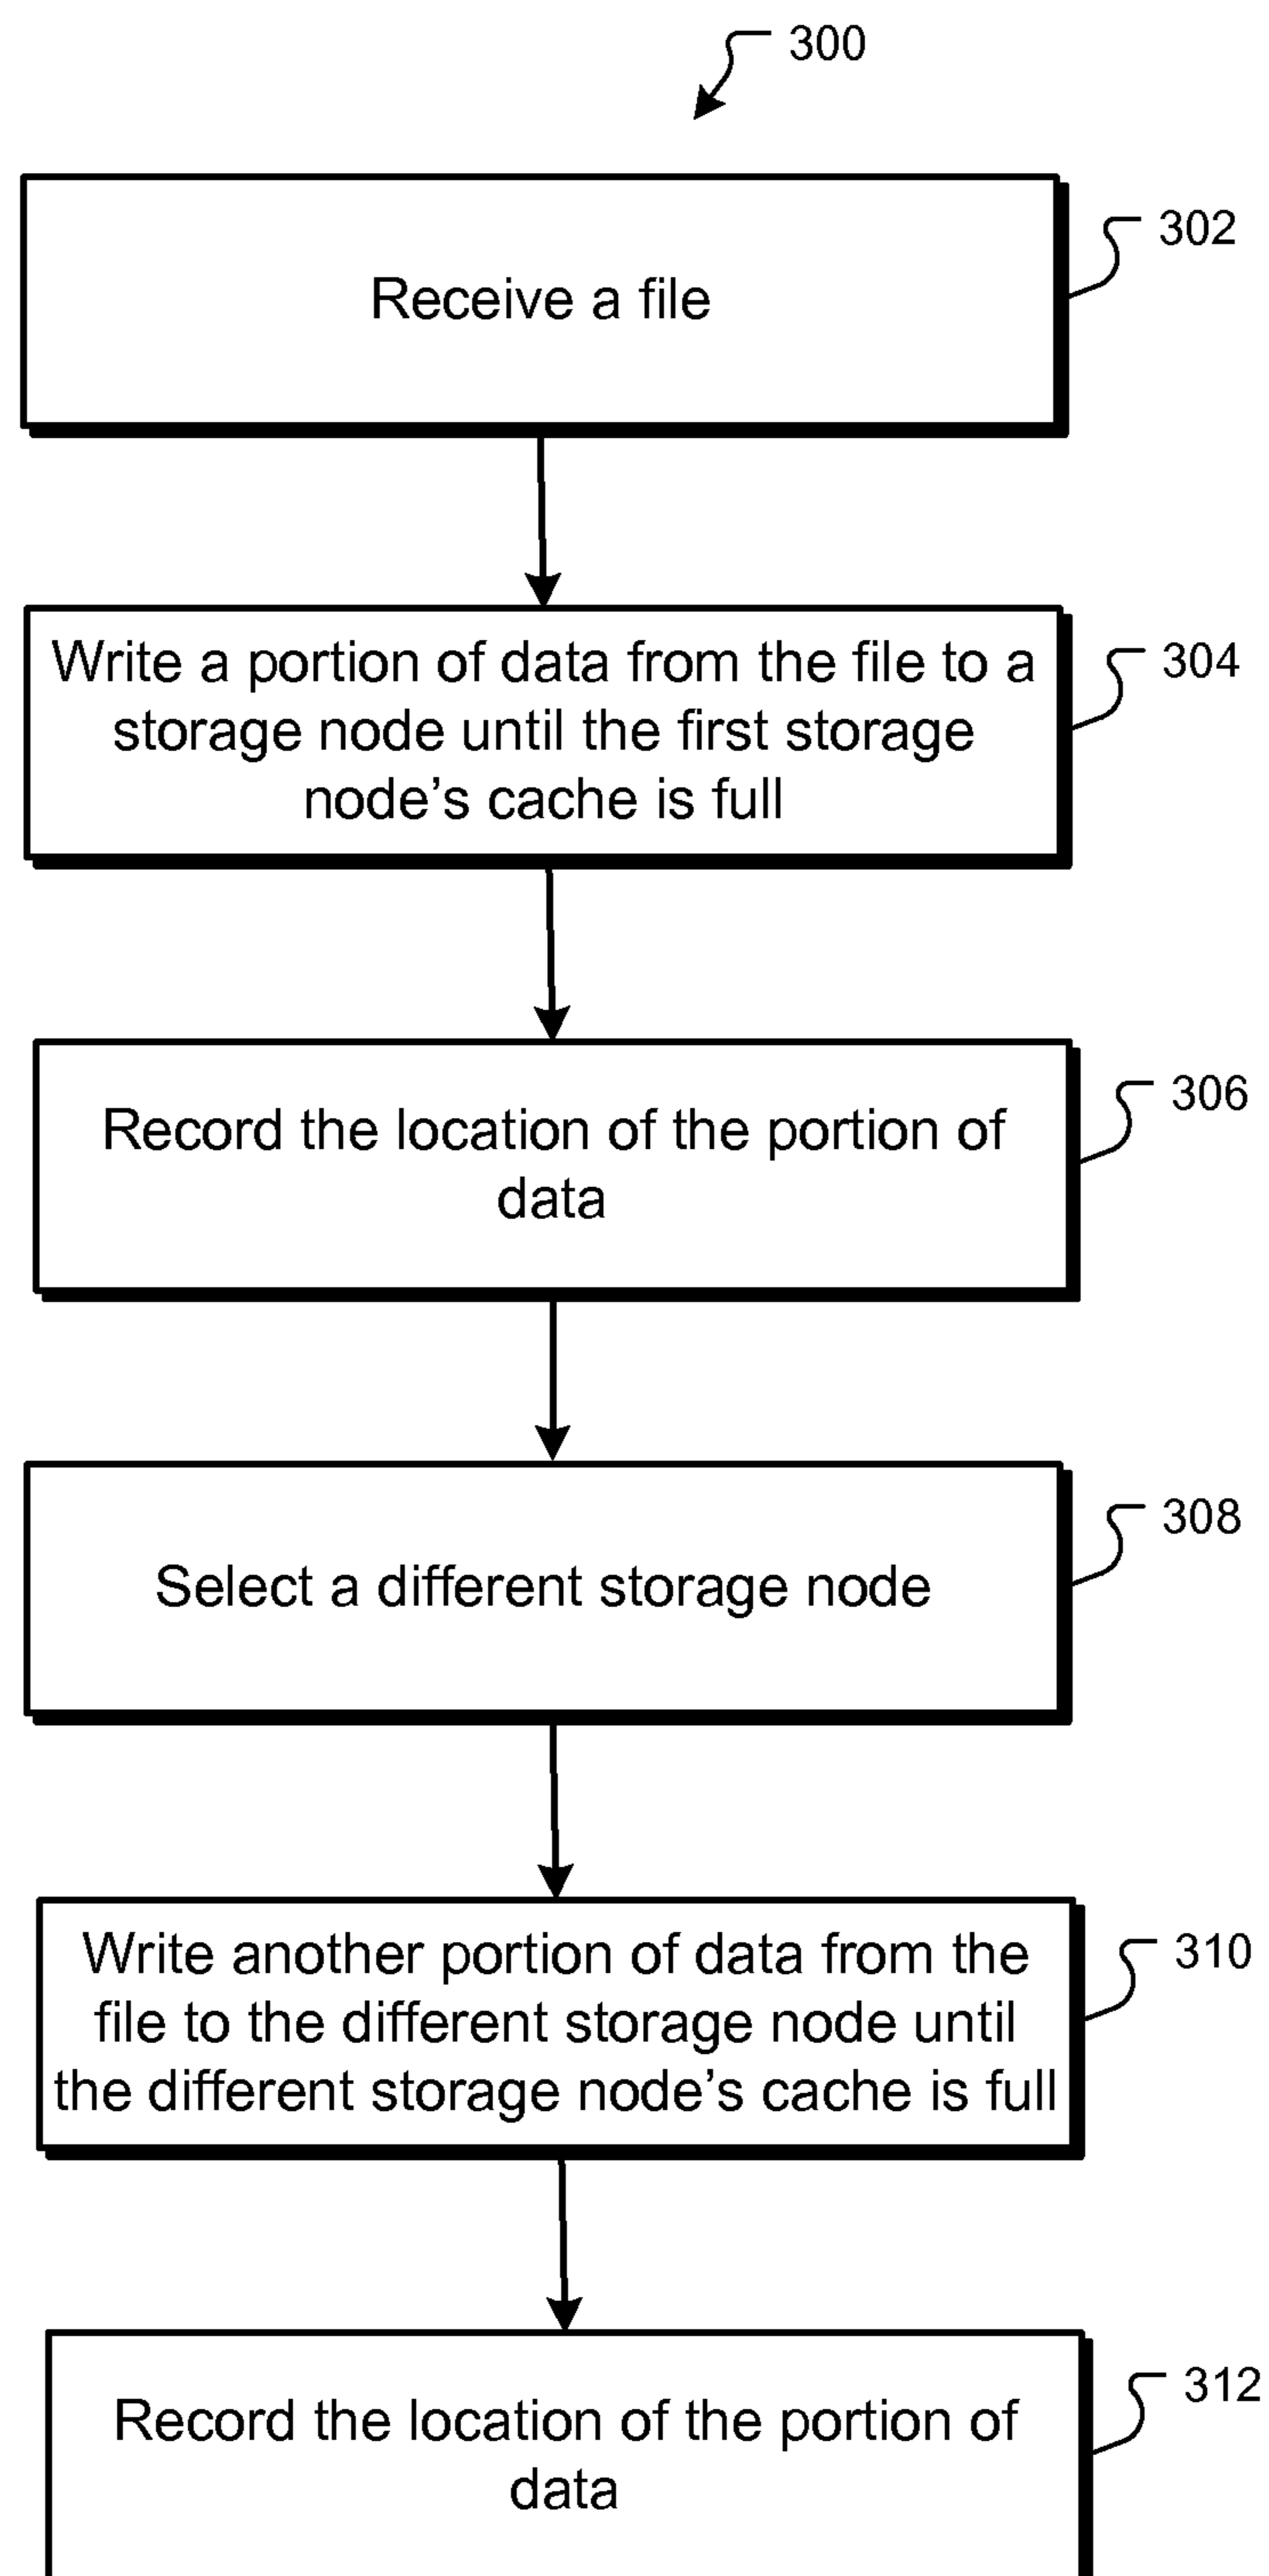 300
Receive a file
302
Write a portion of data from the file to a
storage node until the first storage
node’s cache is full
304
Record the location of the portion of
data
306
Select a different storage node
308
Write another portion of data from the
file to the different storage node until
the different storage node’s cache is full
310
Record the location of the portion of
data
312